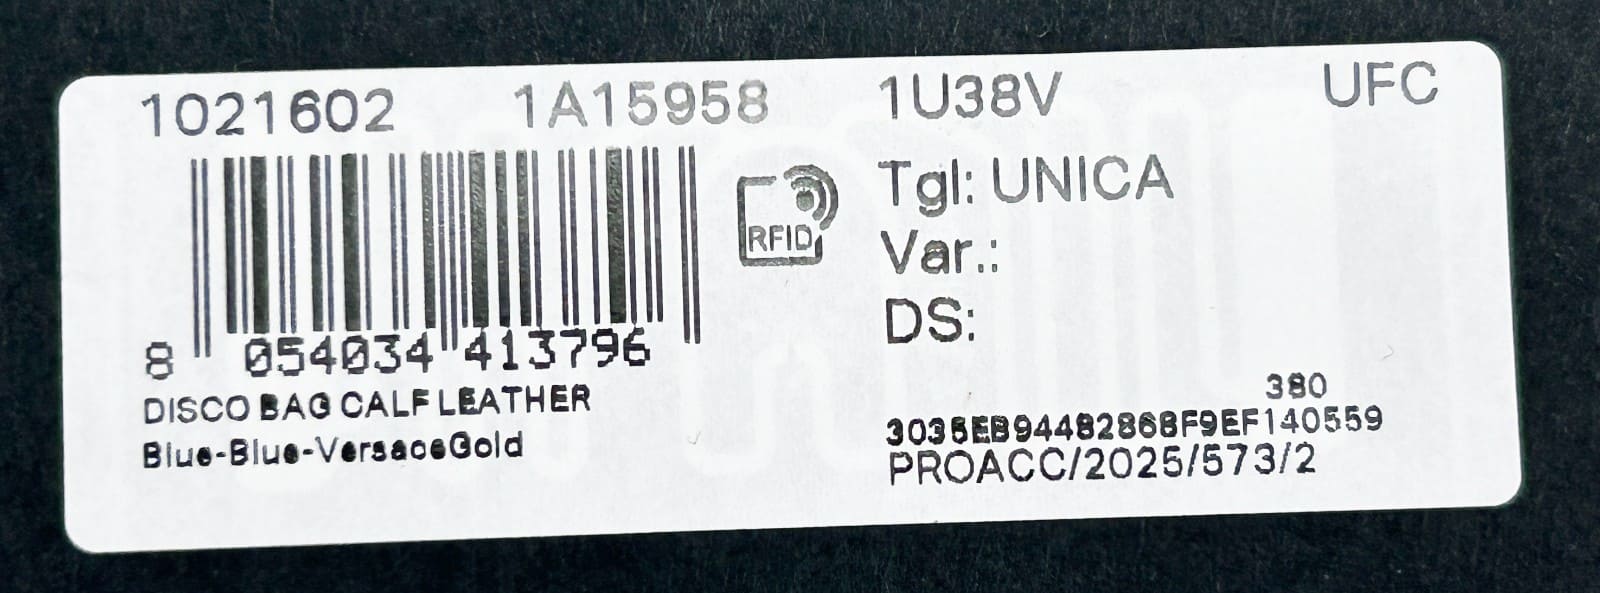 1021602 1A15958 1U38V UFC
RFID
Tgl: UNICA
Var.:
DS:
8 054034 413796
DISCO BAG CALF LEATHER
Blue-Blue-VersaceGold
380
3035EB94482868F9EF140559
PROACC/2025/573/2